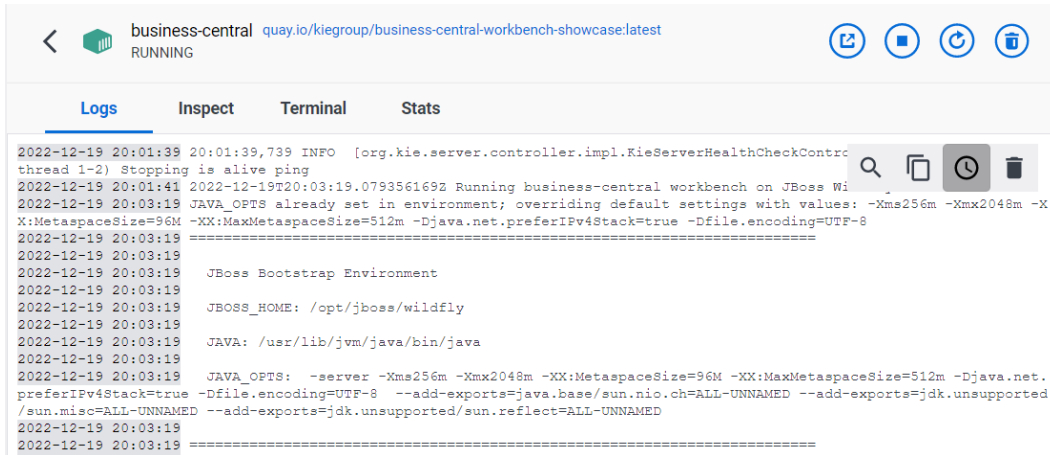 business-central quay.io/kiegroup/business-central-workbench-showcase:latest
RUNNING
Logs Inspect Terminal Stats
2022-12-19 20:01:39 20:01:39,739 INFO  [org.kie.server.controller.impl.KieServerHealthCheckContro
thread 1-2) Stopping is alive ping
2022-12-19 20:01:41 2022-12-19T20:03:19.079356169Z Running business-central workbench on JBoss Wi
2022-12-19 20:03:19 JAVA_OPTS already set in environment; overriding default settings with values: -Xms256m -Xmx2048m -X
X:MetaspaceSize=96M -XX:MaxMetaspaceSize=512m -Djava.net.preferIPv4Stack=true -Dfile.encoding=UTF-8
2022-12-19 20:03:19 =========================================================================
2022-12-19 20:03:19
2022-12-19 20:03:19   JBoss Bootstrap Environment
2022-12-19 20:03:19
2022-12-19 20:03:19   JBOSS_HOME: /opt/jboss/wildfly
2022-12-19 20:03:19
2022-12-19 20:03:19   JAVA: /usr/lib/jvm/java/bin/java
2022-12-19 20:03:19
2022-12-19 20:03:19   JAVA_OPTS:  -server -Xms256m -Xmx2048m -XX:MetaspaceSize=96M -XX:MaxMetaspaceSize=512m -Djava.net.
preferIPv4Stack=true -Dfile.encoding=UTF-8  --add-exports=java.base/sun.nio.ch=ALL-UNNAMED --add-exports=jdk.unsupported
/sun.misc=ALL-UNNAMED --add-exports=jdk.unsupported/sun.reflect=ALL-UNNAMED
2022-12-19 20:03:19
2022-12-19 20:03:19 =========================================================================